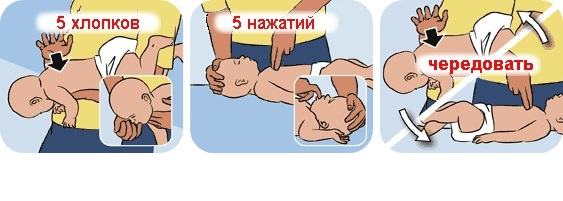 5 хлопков
5 нажатий
чередовать